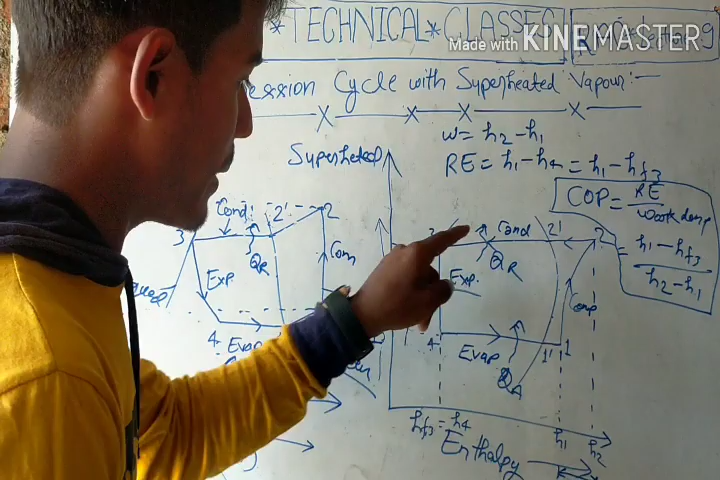 *TECHNICAL*CLASSES
Made with KINEMASTER
ession Cycle with Superheated Vapour:-
W = h2 - h1
RE = h1 - h4 = h1 - hf3
COP = RE / Work done
= h1 - hf3 / h2 - h1
Superheated
Cond. 2' 2
3
QR
Exp.
Com
4 Evap
Cond 2' 2
QR
Exp.
Comp
4 Evap 1' 1
QA
hf3 = h4
h1 h2
Enthalpy